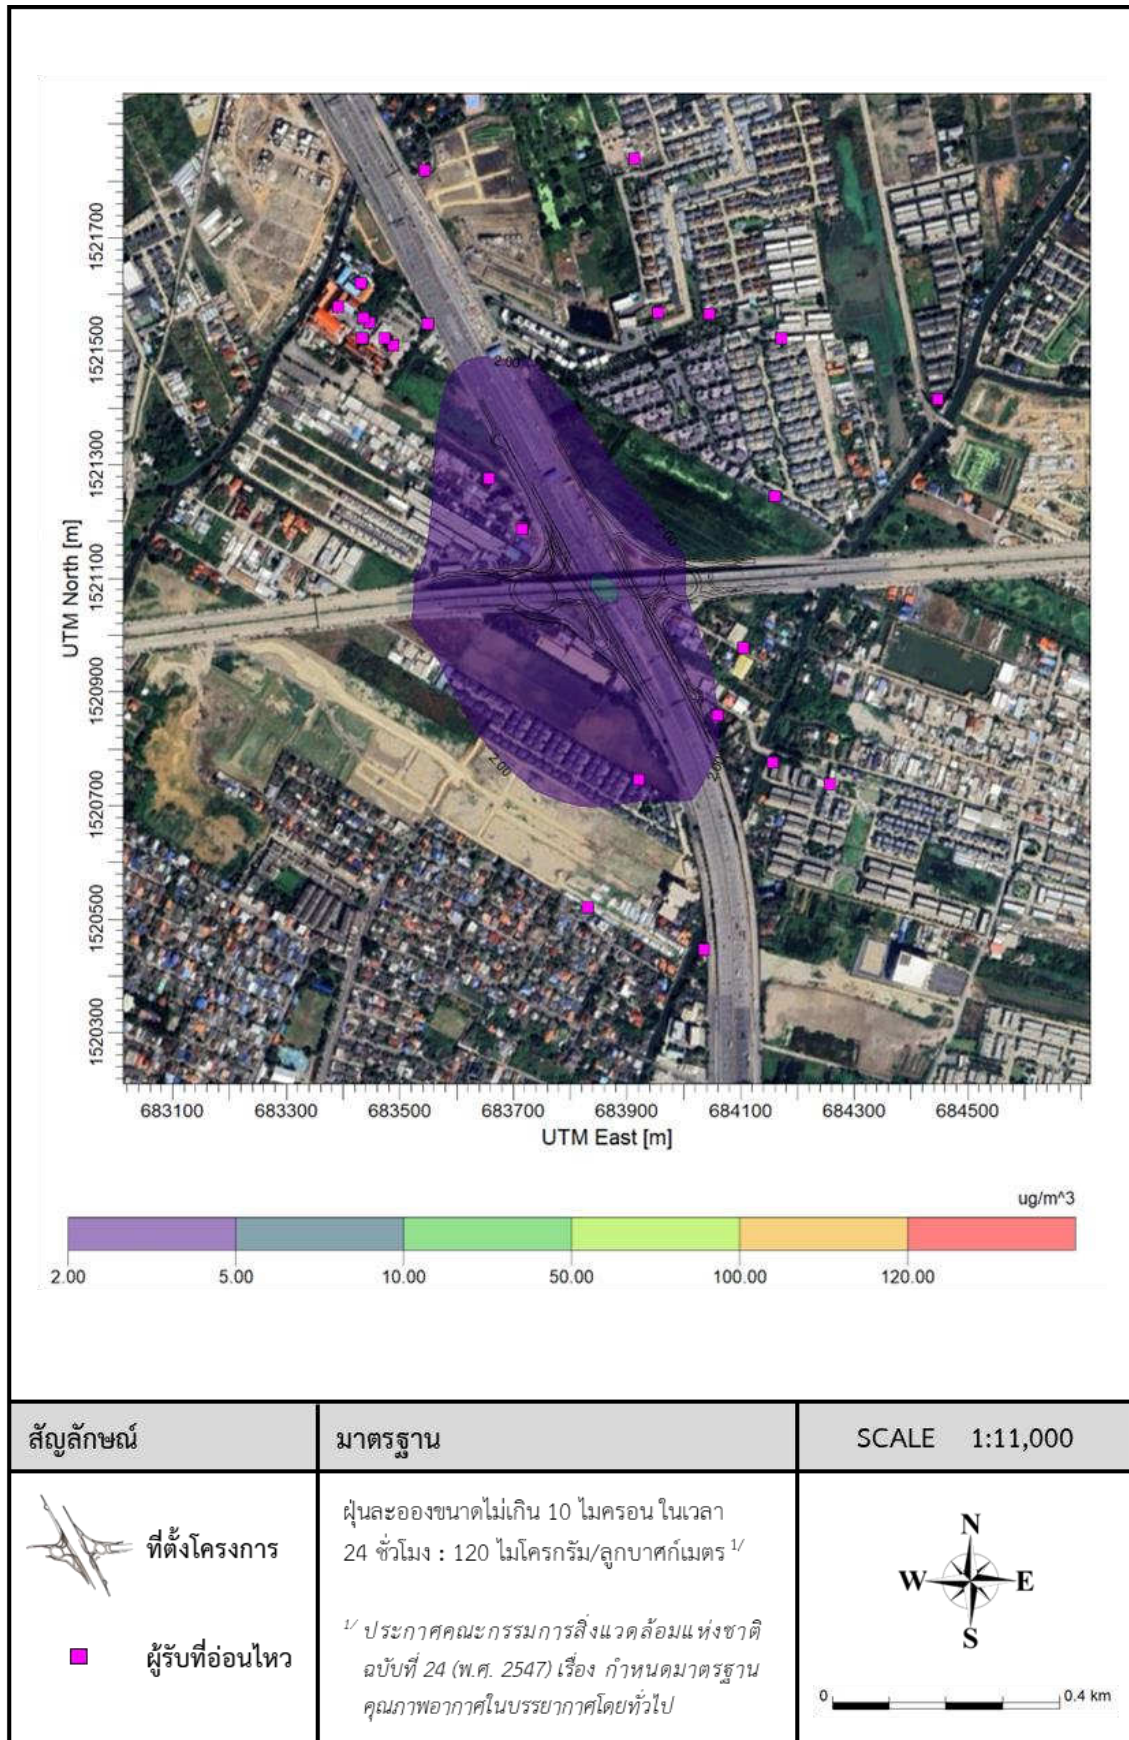 UTM North [m]
1521700
1521500
1521300
1521100
1520900
1520700
1520500
1520300
2.00
2.00
2.00
683100 683300 683500 683700 683900 684100 684300 684500
UTM East [m]
ug/m^3
2.00 5.00 10.00 50.00 100.00 120.00
สัญลักษณ์
ที่ตั้งโครงการ
ผู้รับที่อ่อนไหว
มาตรฐาน
ฝุ่นละอองขนาดไม่เกิน 10 ไมครอน ในเวลา
24 ชั่วโมง : 120 ไมโครกรัม/ลูกบาศก์เมตร 1/
1/ ประกาศคณะกรรมการสิ่งแวดล้อมแห่งชาติ
ฉบับที่ 24 (พ.ศ. 2547) เรื่อง กำหนดมาตรฐาน
คุณภาพอากาศในบรรยากาศโดยทั่วไป
SCALE 1:11,000
N
W E
S
0 0.4 km